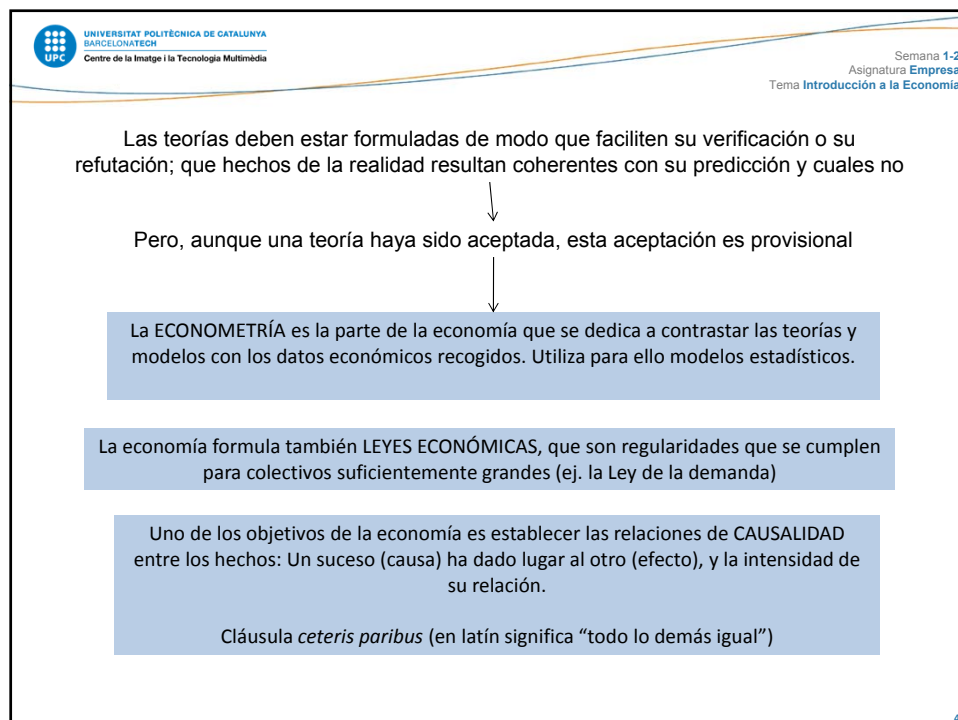 UNIVERSITAT POLITÈCNICA DE CATALUNYA
BARCELONATECH
UPC
Centre de la Imatge i la Tecnologia Multimèdia
Semana 1-2
Asignatura Empresa
Tema Introducción a la Economía
Las teorías deben estar formuladas de modo que faciliten su verificación o su
refutación; que hechos de la realidad resultan coherentes con su predicción y cuales no
Pero, aunque una teoría haya sido aceptada, esta aceptación es provisional
La ECONOMETRÍA es la parte de la economía que se dedica a contrastar las teorías y
modelos con los datos económicos recogidos. Utiliza para ello modelos estadísticos.
La economía formula también LEYES ECONÓMICAS, que son regularidades que se cumplen
para colectivos suficientemente grandes (ej. la Ley de la demanda)
Uno de los objetivos de la economía es establecer las relaciones de CAUSALIDAD
entre los hechos: Un suceso (causa) ha dado lugar al otro (efecto), y la intensidad de
su relación.
Cláusula ceteris paribus (en latín significa “todo lo demás igual”)